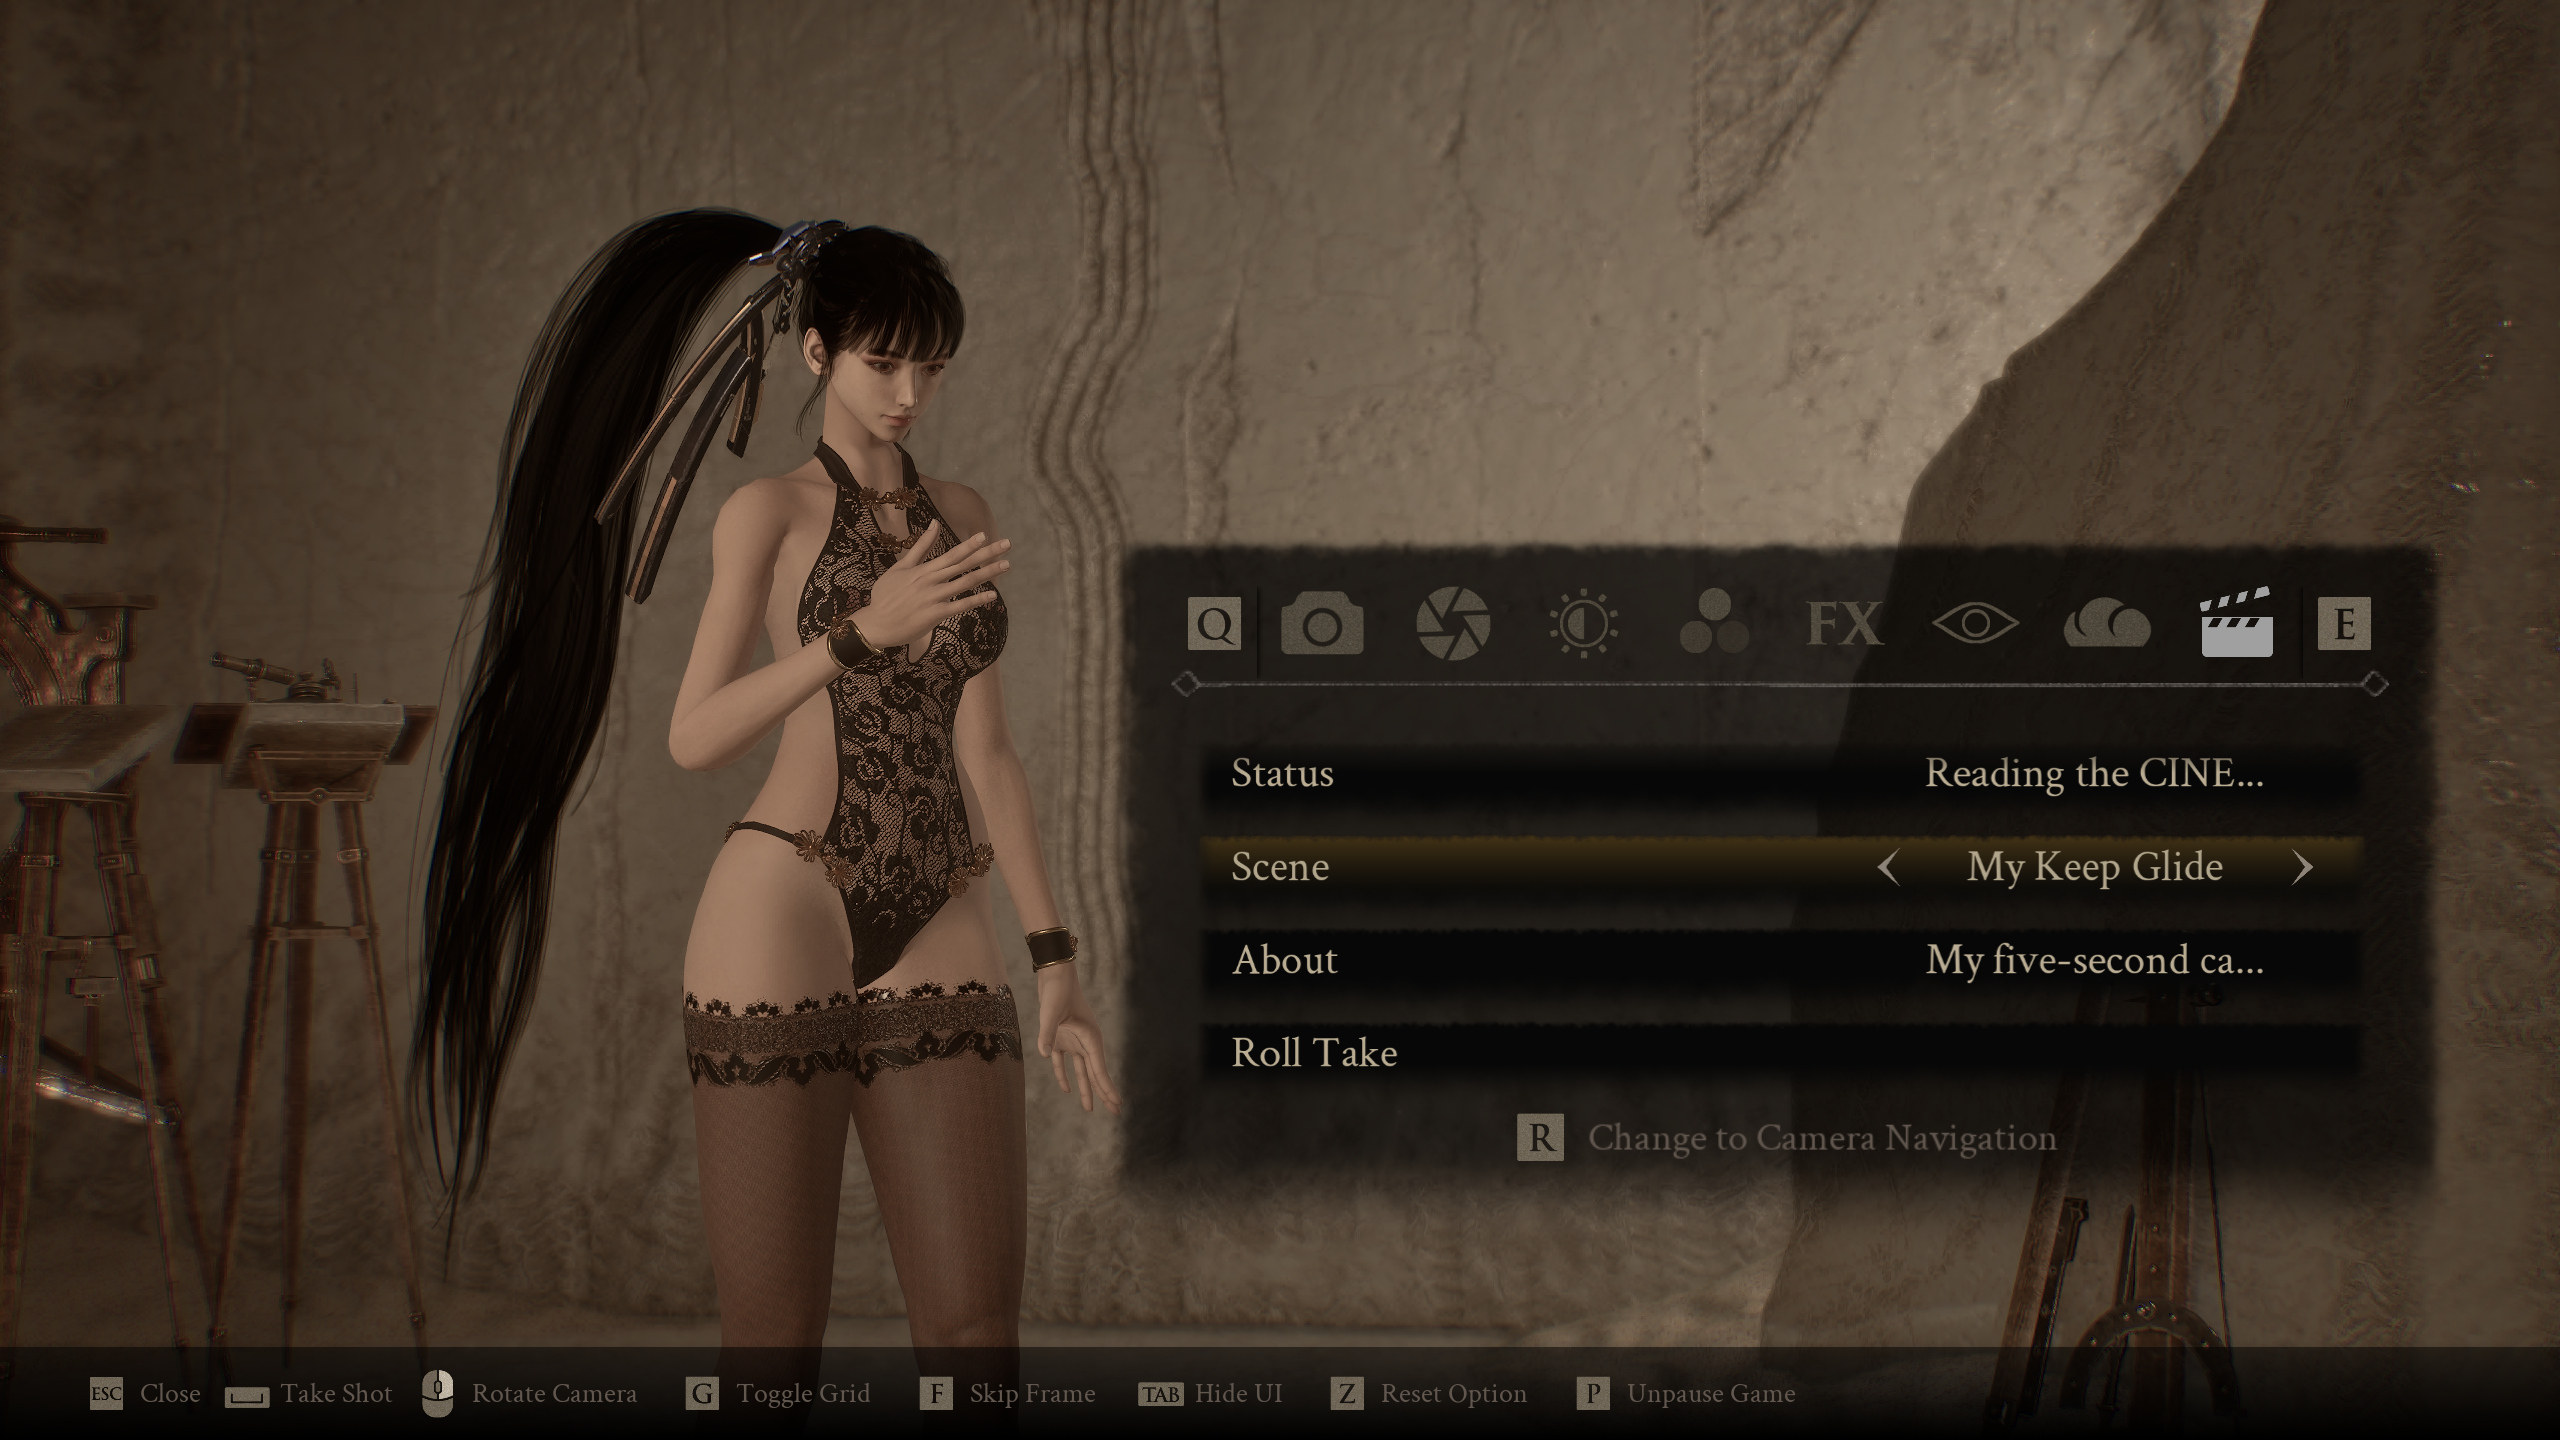 Q FX E
Status Reading the CINE...
Scene My Keep Glide
About My five-second ca...
Roll Take
R Change to Camera Navigation
ESC Close Take Shot Rotate Camera G Toggle Grid F Skip Frame TAB Hide UI Z Reset Option P Unpause Game